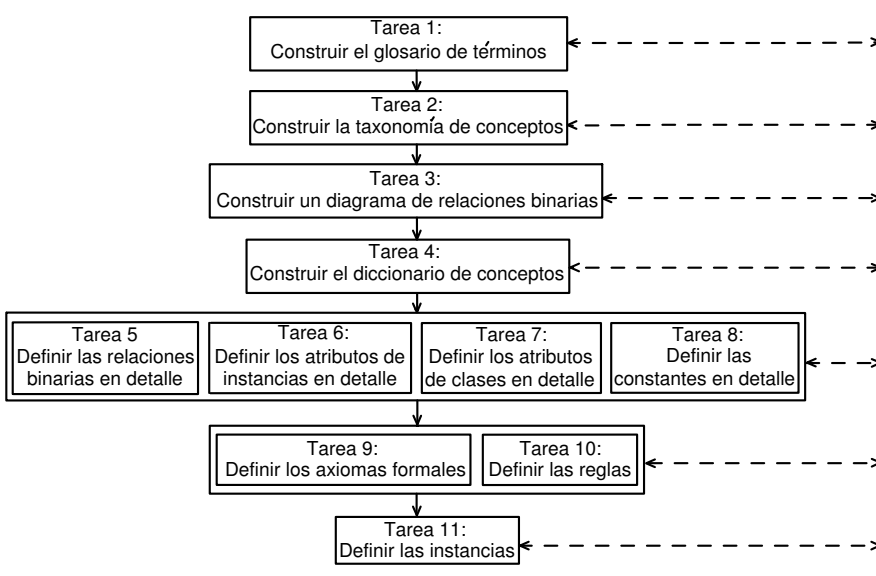 Tarea 1:
Construir el glosario de términos
Tarea 2:
Construir la taxonomía de conceptos
Tarea 3:
Construir un diagrama de relaciones binarias
Tarea 4:
Construir el diccionario de conceptos
Tarea 5
Definir las relaciones
binarias en detalle
Tarea 6:
Definir los atributos de
instancias en detalle
Tarea 7:
Definir los atributos
de clases en detalle
Tarea 8:
Definir las
constantes en detalle
Tarea 9:
Definir los axiomas formales
Tarea 10:
Definir las reglas
Tarea 11:
Definir las instancias